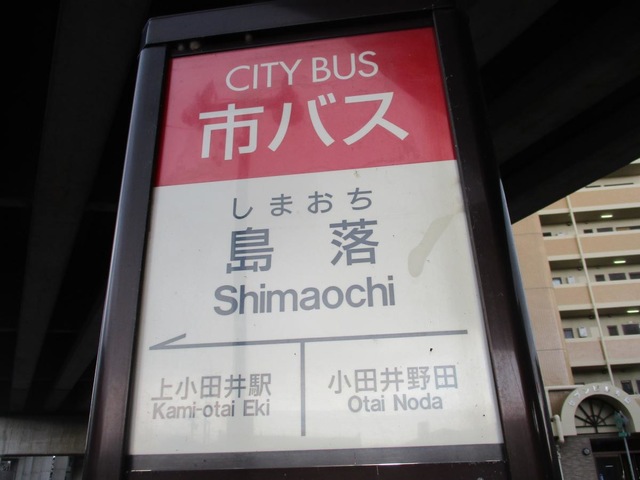 CITY BUS
市バス
しまおち
島落
Shimaochi
上小田井駅
Kami-otai Eki
小田井野田
Otai Noda